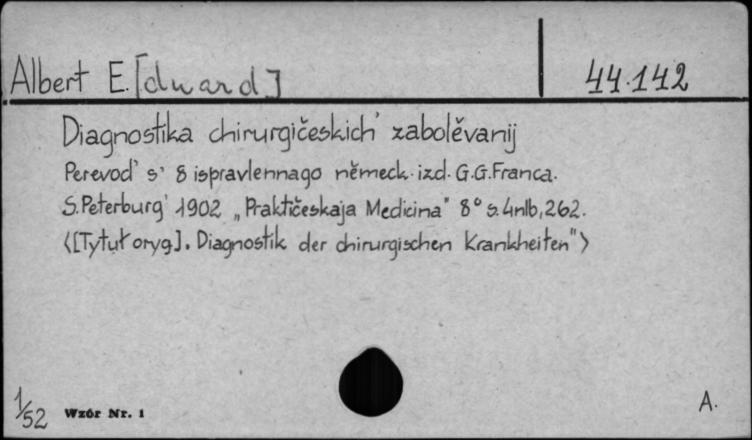 Albert E.[duard]
44.142
Diagnostika chirurgičeskich' zabolěvanij
Perevod' s' 8 ispravlennago německ. izd. G.G.Franca.
S.Peterburg' 1902 „Praktičeskaja Medicina" 8° s.4nlb,262.
<[Tytuł oryg]. Diagnostik der chirurgischen Krankheiten">
1/52 Wzór Nr. 1
A.